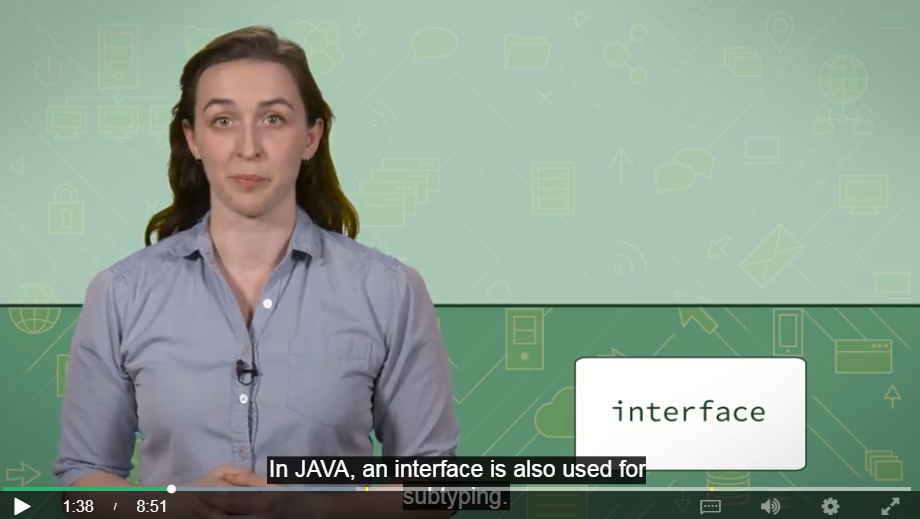 interface
In JAVA, an interface is also used for
subtyping.
1:38 / 8:51